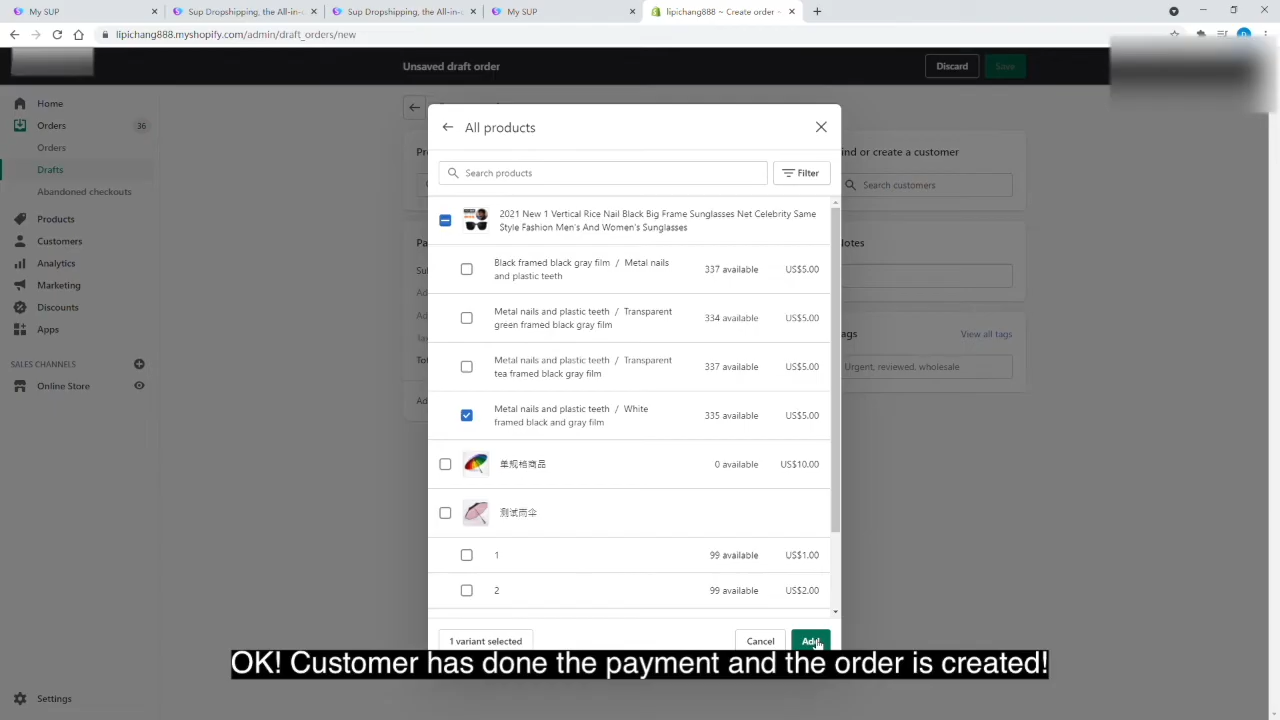 My SUP
Sup Dropshipping, the All-in-
Sup Dropshipping, the All-in-
My SUP
lipichang888 ~ Create order ~
lipichang888.myshopify.com/admin/draft_orders/new
Unsaved draft order
Discard
Save
Home
Orders
36
Orders
Drafts
Abandoned checkouts
Products
Customers
Analytics
Marketing
Discounts
Apps
SALES CHANNELS
Online Store
Settings
All products
Search products
Filter
2021 New 1 Vertical Rice Nail Black Big Frame Sunglasses Net Celebrity Same
Style Fashion Men's And Women's Sunglasses
Black framed black gray film / Metal nails
and plastic teeth
337 available
US$5.00
Metal nails and plastic teeth / Transparent
green framed black gray film
334 available
US$5.00
Metal nails and plastic teeth / Transparent
tea framed black gray film
337 available
US$5.00
Metal nails and plastic teeth / White
framed black and gray film
335 available
US$5.00
单规格商品
0 available
US$10.00
测试雨伞
1
99 available
US$1.00
2
99 available
US$2.00
1 variant selected
Cancel
Add
ind or create a customer
Search customers
Notes
ags
View all tags
Urgent, reviewed, wholesale
OK! Customer has done the payment and the order is created!